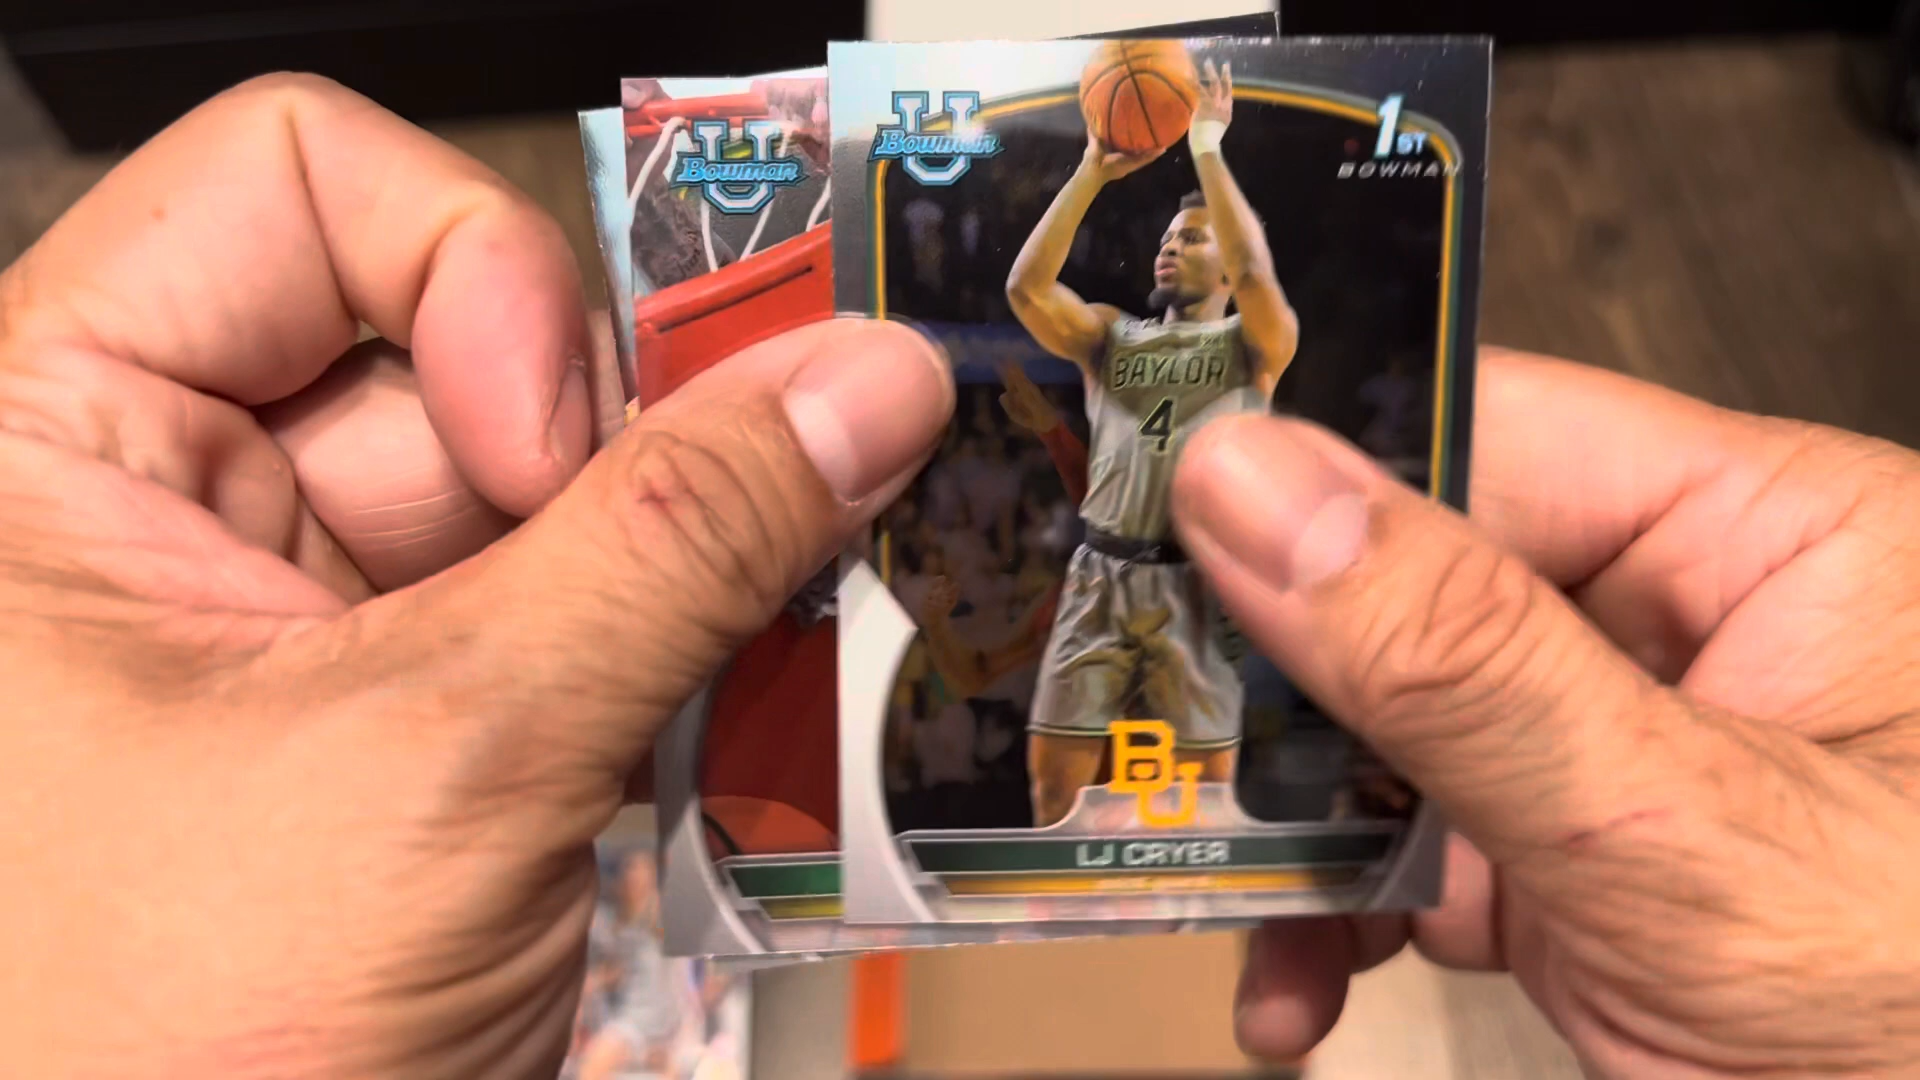 Bowman
U
Bowman
U
1ST
BOWMAN
BAYLOR
4
BU
LJ CRYER